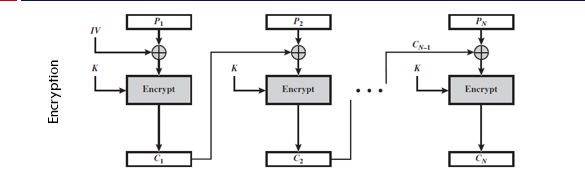 P1
P2
PN
IV
CN–1
K
K
K
Encryption
Encrypt
Encrypt
Encrypt
C1
C2
CN